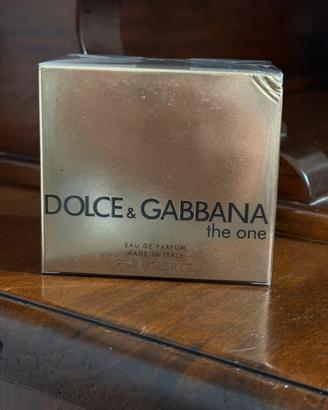 DOLCE & GABBANA
the one
EAU DE PARFUM
MADE IN ITALY